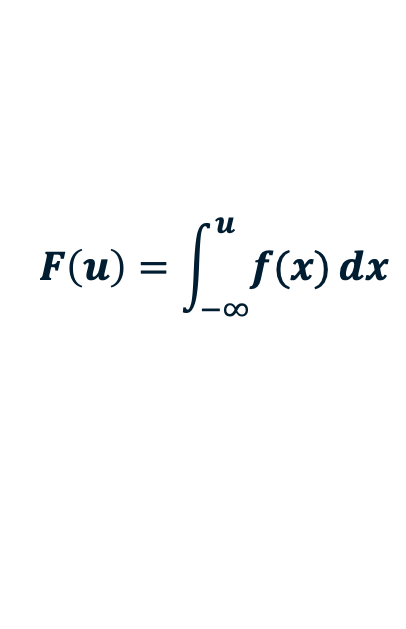 F(u) = ∫_{-∞}^{u} f(x) dx